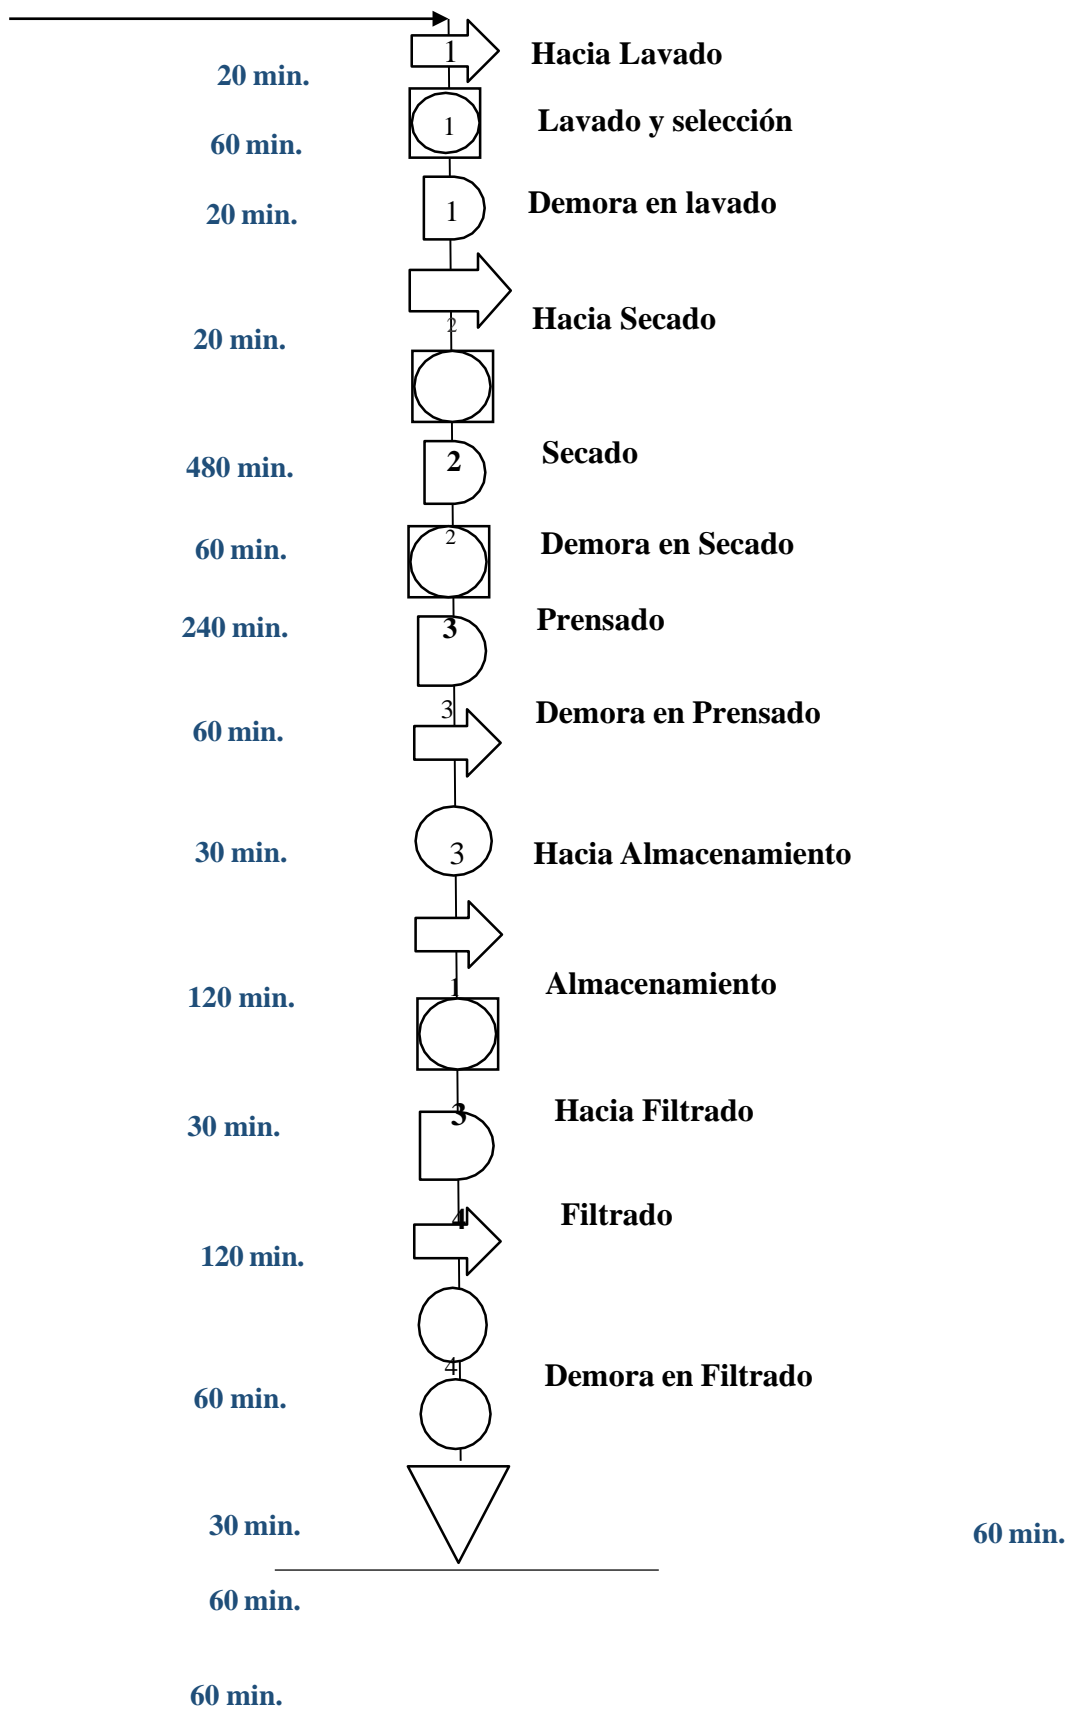 1 Hacia Lavado
20 min.
1 Lavado y selección
60 min.
1 Demora en lavado
20 min.
Hacia Secado
2
20 min.
Secado
2
480 min.
2 Demora en Secado
60 min.
Prensado
240 min. 3
3 Demora en Prensado
60 min.
30 min. 3 Hacia Almacenamiento
1 Almacenamiento
120 min.
3 Hacia Filtrado
30 min.
4 Filtrado
120 min.
4 Demora en Filtrado
60 min.
30 min. 60 min.
60 min.
60 min.